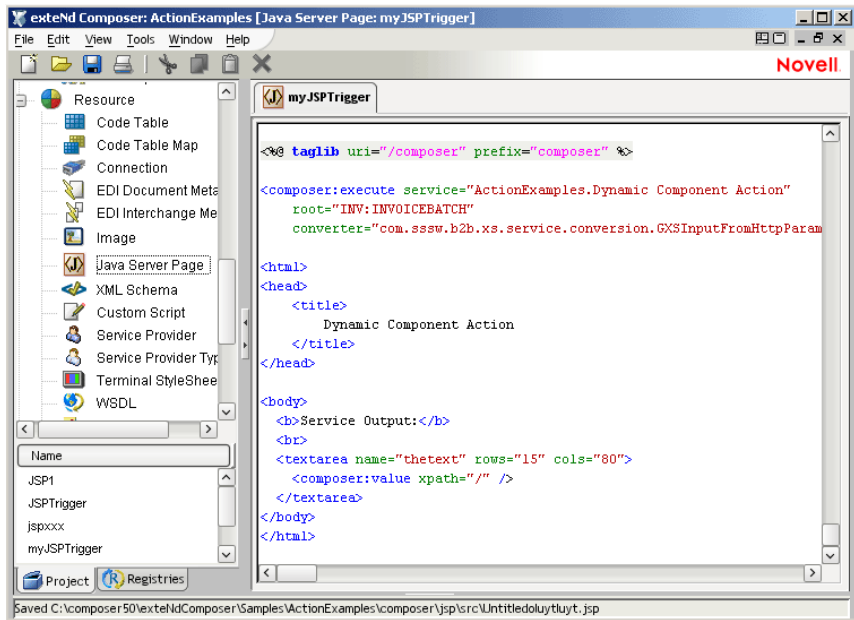 exteNd Composer: ActionExamples [Java Server Page: myJSPTrigger]
File Edit View Tools Window Help
Novell
Resource
Code Table
Code Table Map
Connection
EDI Document Meta
EDI Interchange Me
Image
Java Server Page
XML Schema
Custom Script
Service Provider
Service Provider Typ
Terminal StyleShee
WSDL
Name
JSP1
JSPTrigger
jspxxx
myJSPTrigger
Project Registries
myJSPTrigger
<%@ taglib uri="/composer" prefix="composer" %>
<composer:execute service="ActionExamples.Dynamic Component Action"
root="INV:INVOICEBATCH"
converter="com.sssw.b2b.xs.service.conversion.GXSInputFromHttpParam
<html>
<head>
<title>
Dynamic Component Action
</title>
</head>
<body>
<b>Service Output:</b>
<br>
<textarea name="thetext" rows="15" cols="80">
<composer:value xpath="/" />
</textarea>
</body>
</html>
Saved C:\composer50\exteNdComposer\Samples\ActionExamples\composer\jsp\src\Untitledoluytluyt.jsp